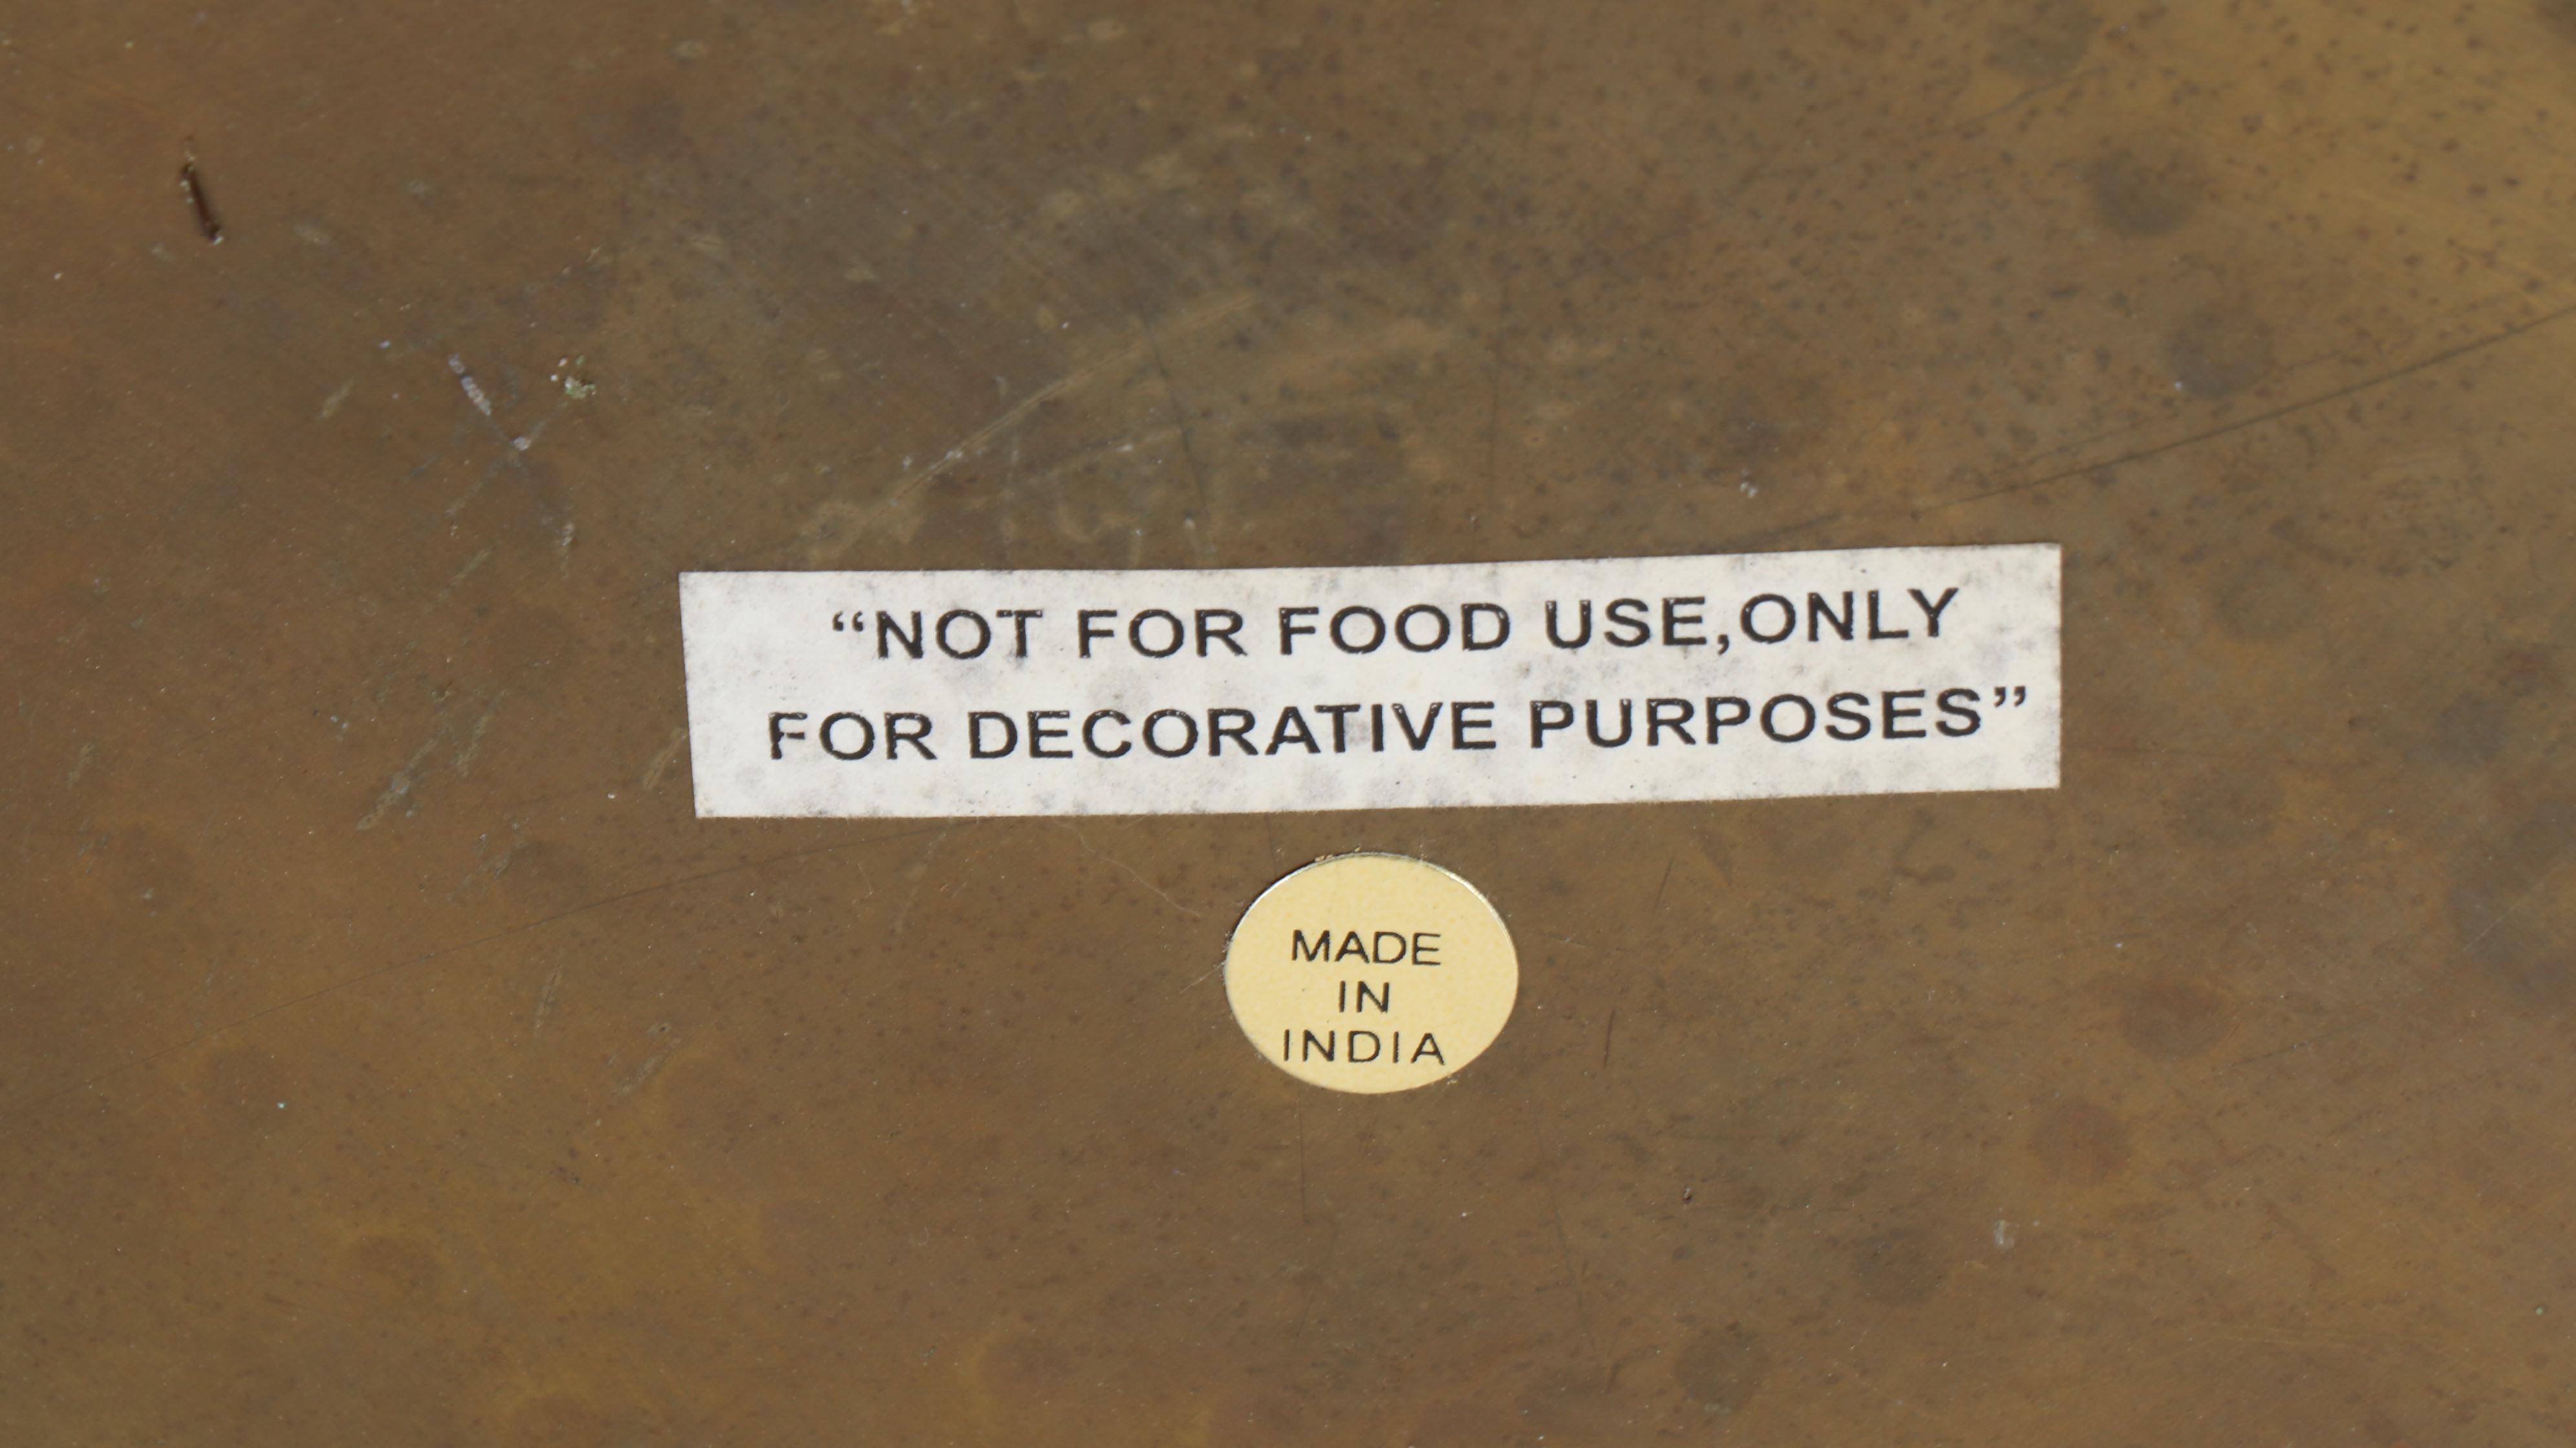 “NOT FOR FOOD USE,ONLY
FOR DECORATIVE PURPOSES”
MADE
IN
INDIA